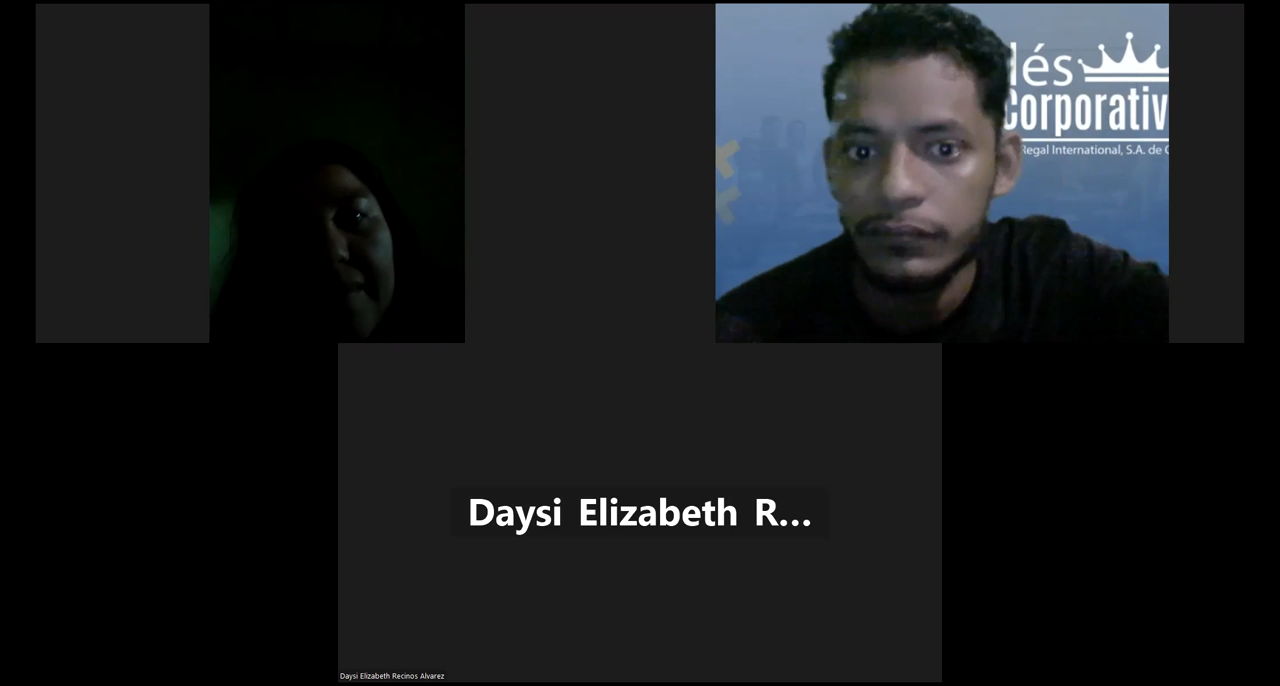 lés
Corporativ
Regal International, S.A. de C
Daysi Elizabeth R...
Daysi Elizabeth Recinos Alvarez